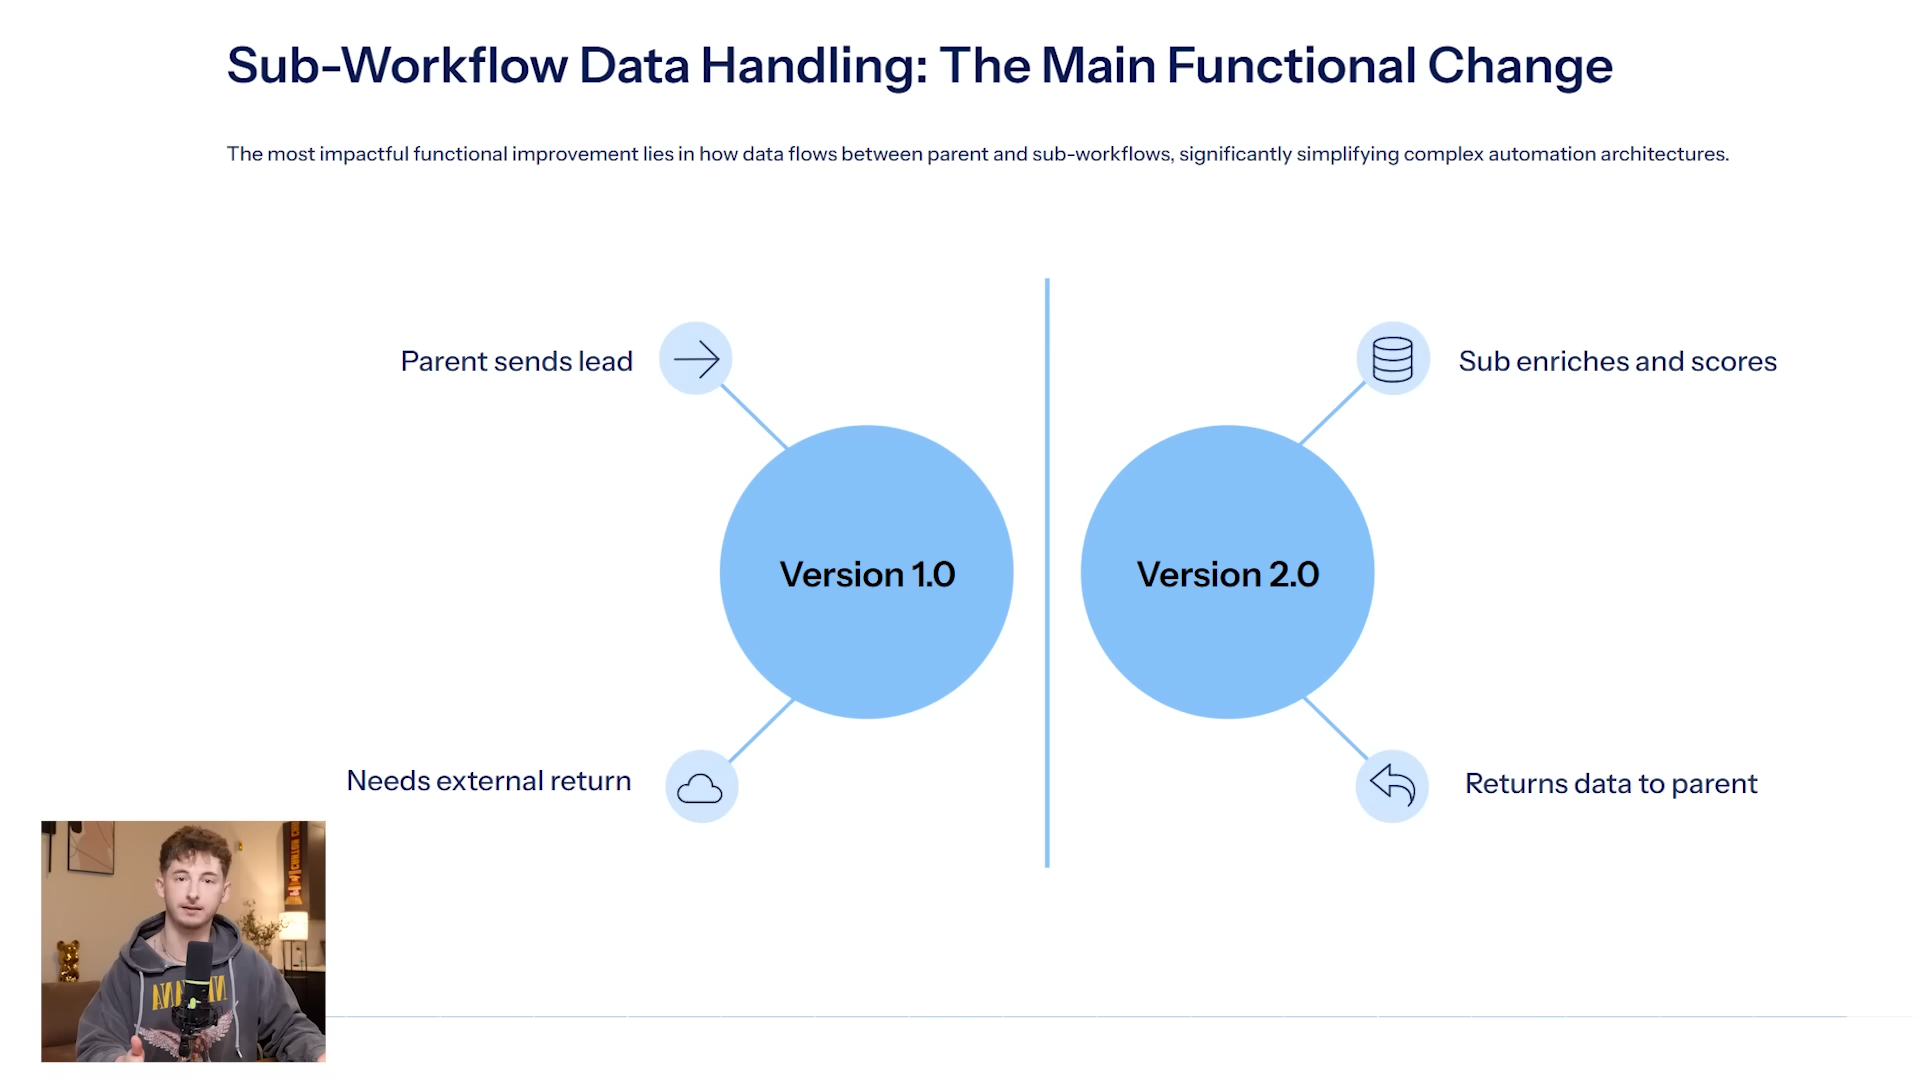 Sub-Workflow Data Handling: The Main Functional Change
The most impactful functional improvement lies in how data flows between parent and sub-workflows, significantly simplifying complex automation architectures.
Parent sends lead
Sub enriches and scores
Version 1.0
Version 2.0
Needs external return
Returns data to parent